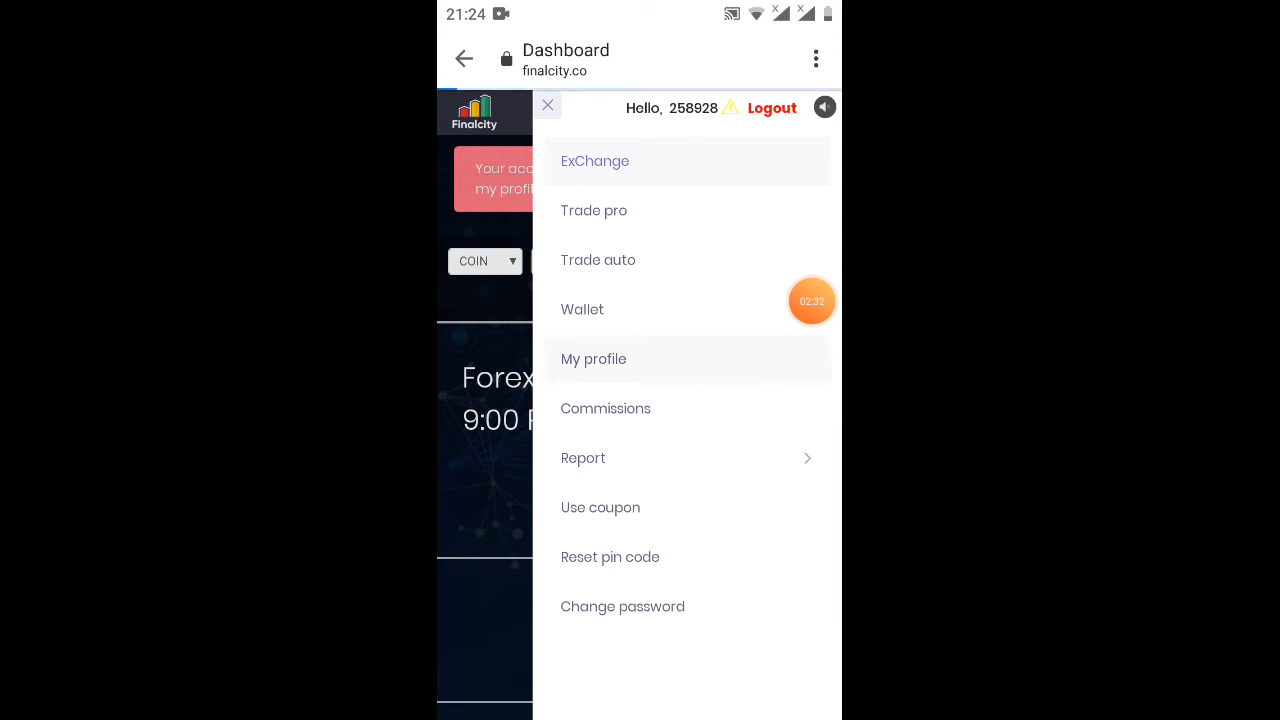 21:24
Dashboard
finalcity.co
Finalcity
Hello, 258928 Logout
Your acc
my profil
COIN
Forex
9:00 P
ExChange
Trade pro
Trade auto
Wallet
02:32
My profile
Commissions
Report
Use coupon
Reset pin code
Change password